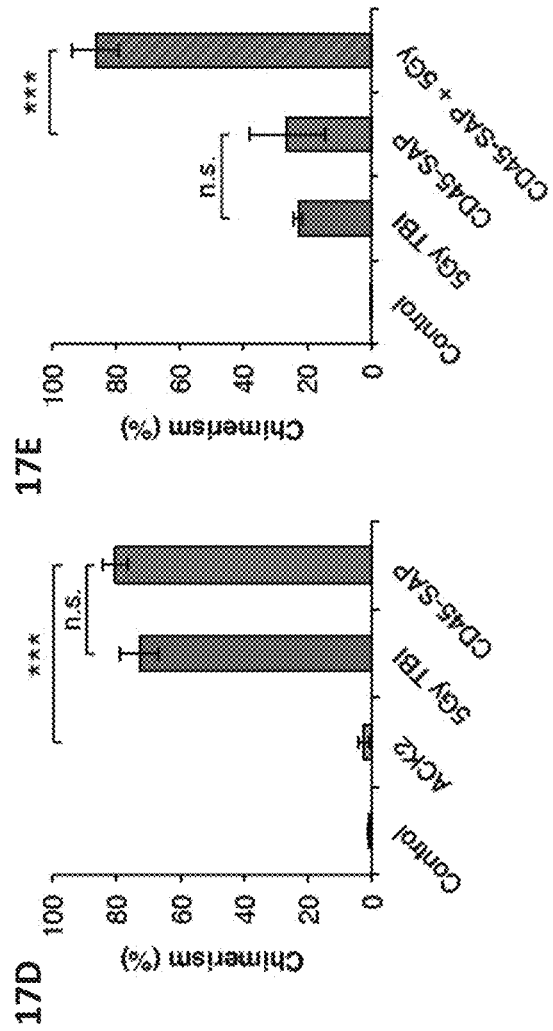 17D
Chimerism (%)
100
80
60
40
20
0
***
n.s.
Control
ACK2
5Gy TBI
CD45-SAP
17E
Chimerism (%)
100
80
60
40
20
0
***
n.s.
Control
5Gy TBI
CD45-SAP
CD45-SAP + 5Gy